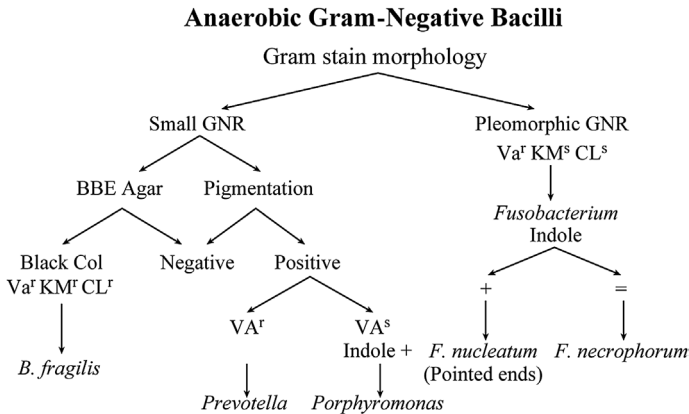 Anaerobic Gram-Negative Bacilli
Gram stain morphology
Small GNR
Pleomorphic GNR
Vaʳ KMˢ CLˢ
BBE Agar
Pigmentation
Fusobacterium
Indole
Black Col
Vaʳ KMʳ CLʳ
Negative
Positive
+
=
VAʳ
VAˢ
Indole +
B. fragilis
F. nucleatum
(Pointed ends)
F. necrophorum
Prevotella
Porphyromonas